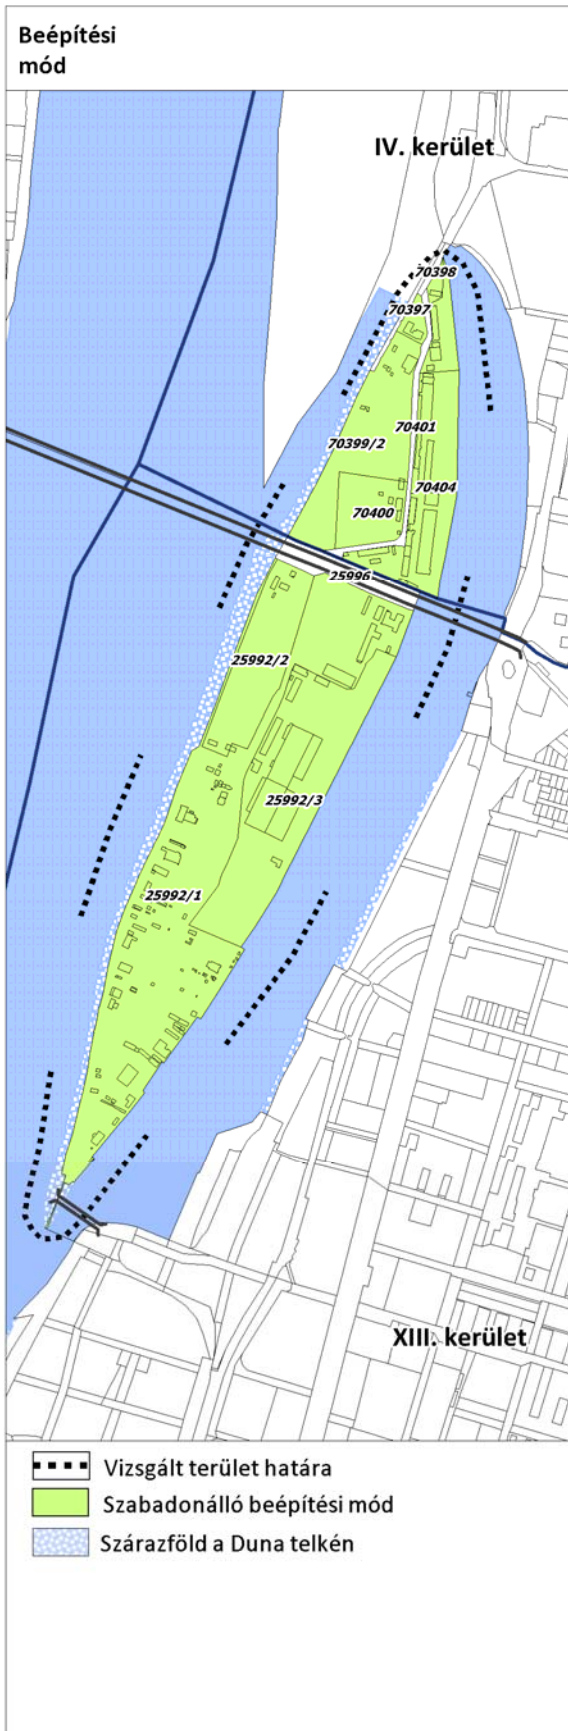 Beépítési
mód
IV. kerület
70398
70397
70401
70399/2
70404
70400
25996
25992/2
25992/3
25992/1
XIII. kerület
Vizsgált terület határa
Szabadonálló beépítési mód
Szárazföld a Duna telkén